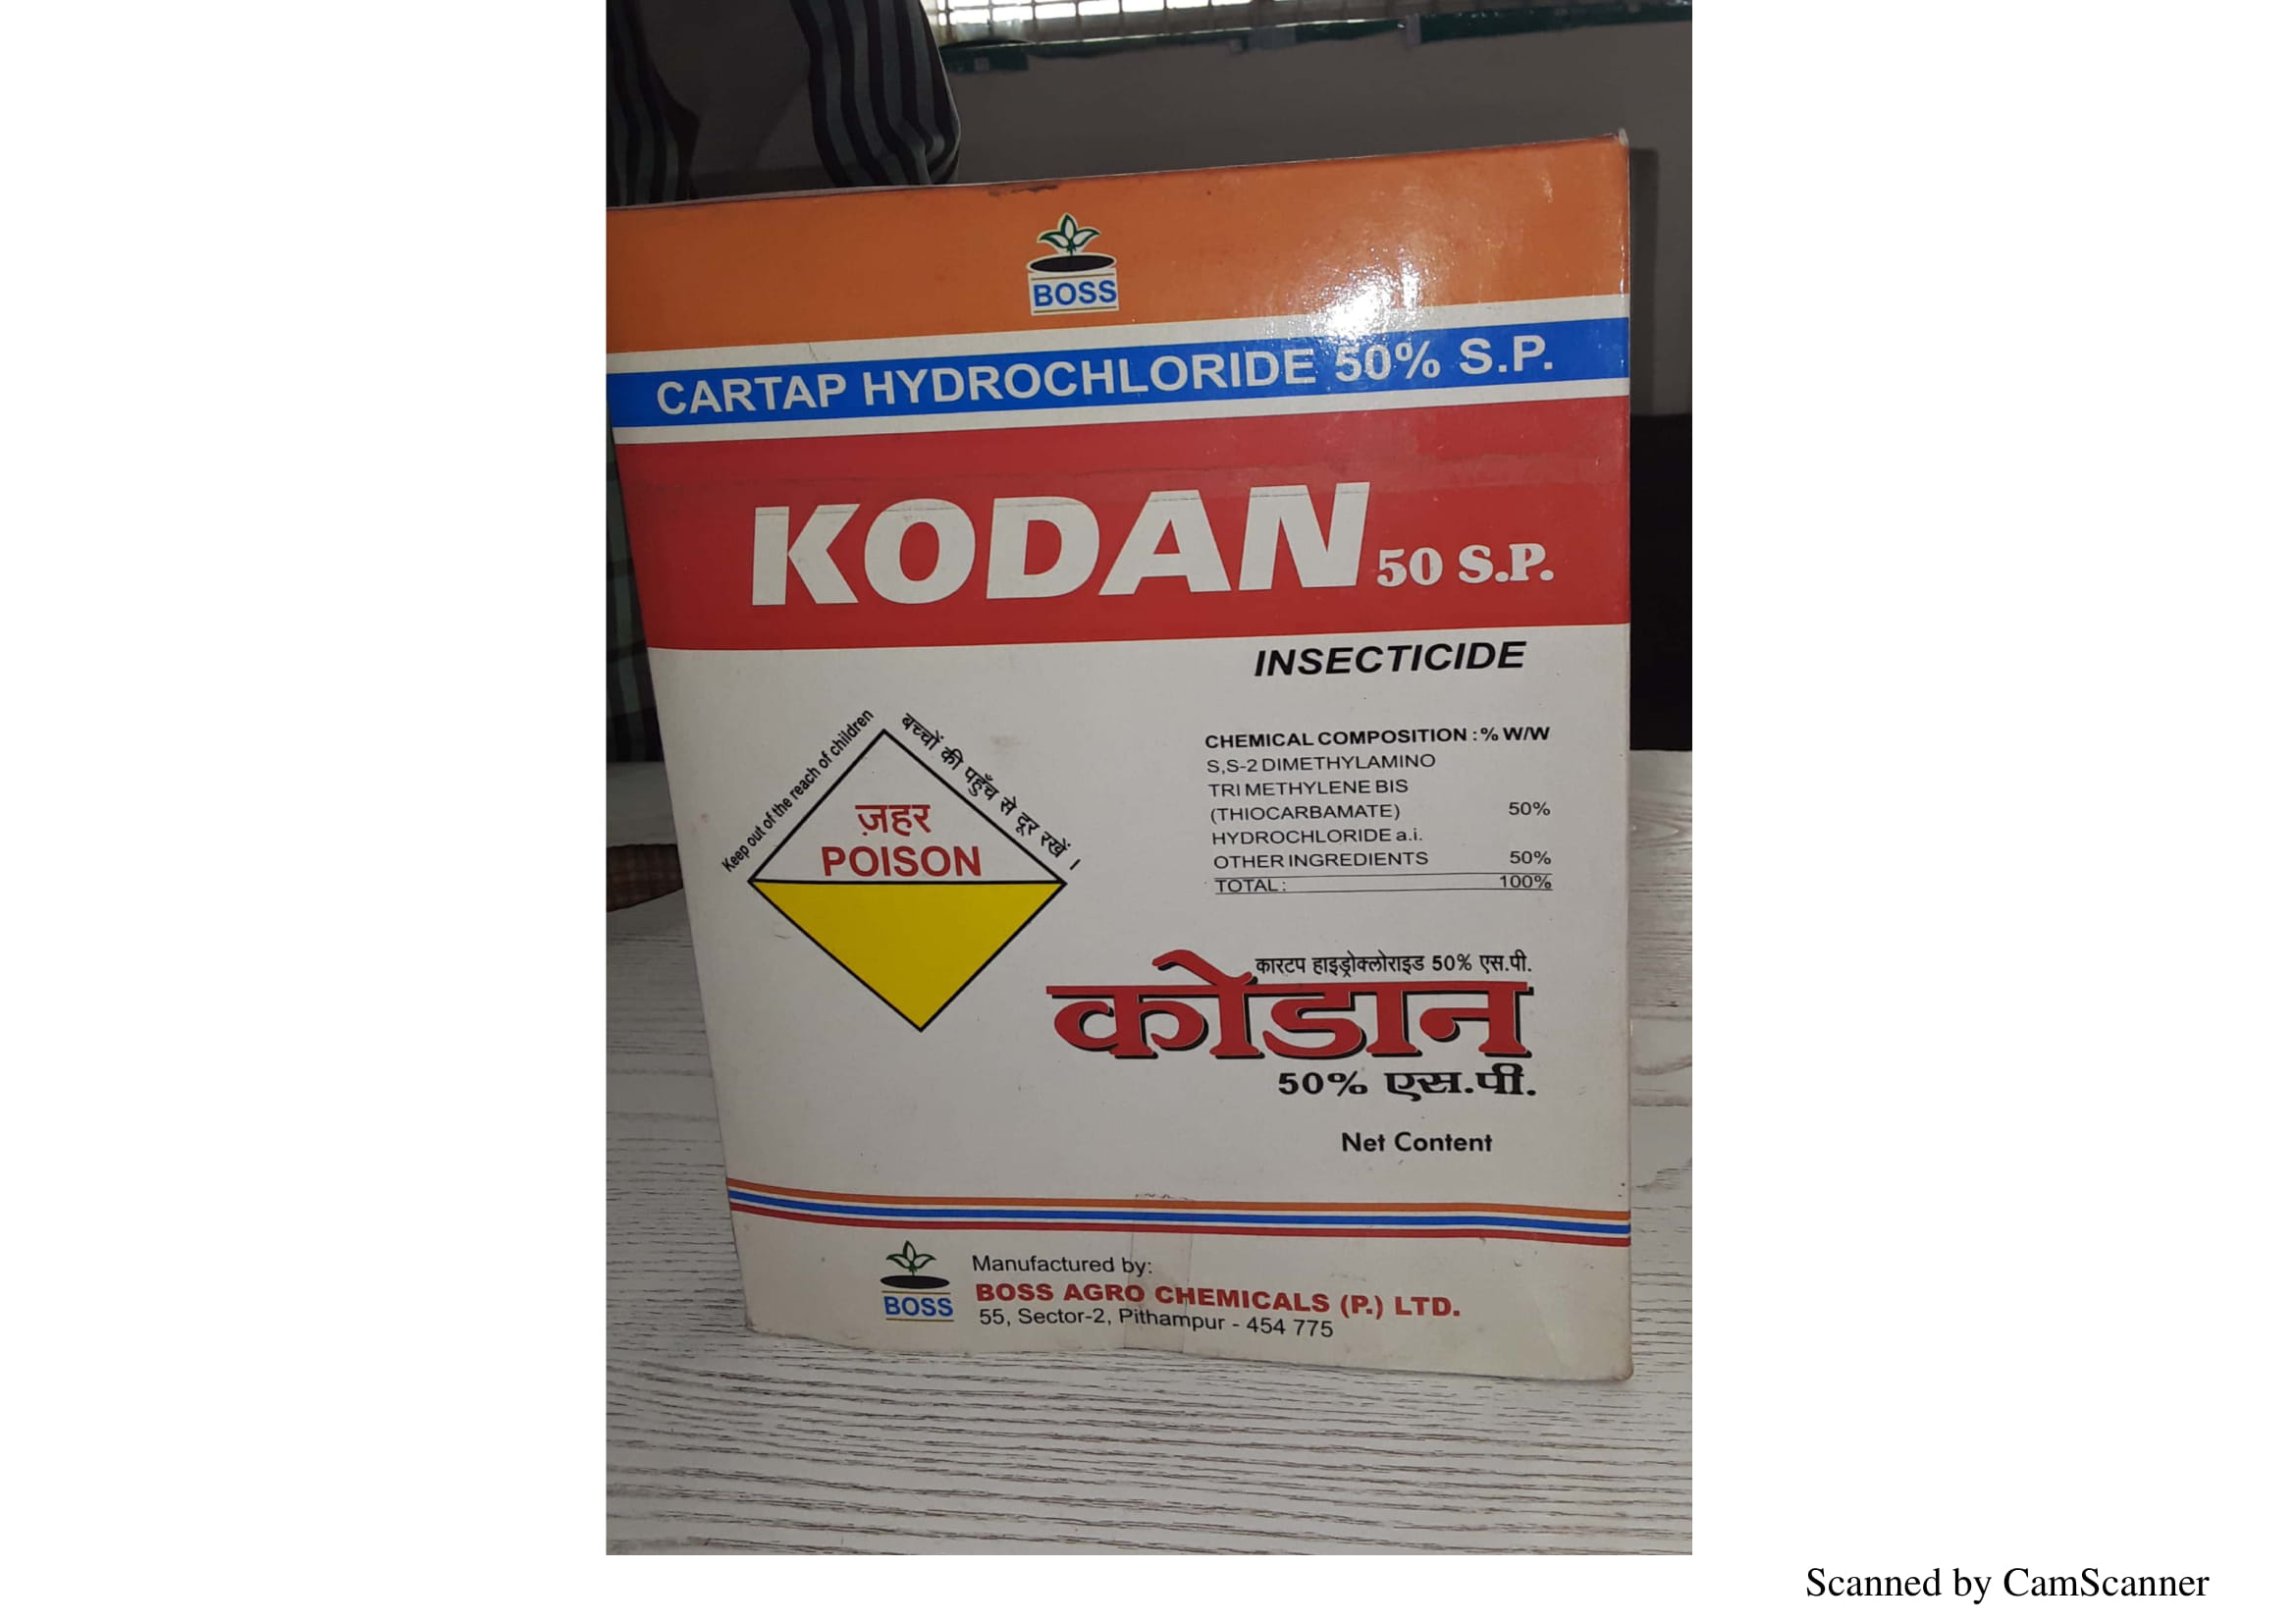 BOSS
CARTAP HYDROCHLORIDE 50% S.P.
KODAN 50 S.P.
INSECTICIDE
Keep out of the reach of children
बच्चों की पहुँच से दूर रखें ।
ज़हर
POISON
CHEMICAL COMPOSITION : % W/W
S,S-2 DIMETHYLAMINO
TRI METHYLENE BIS
(THIOCARBAMATE) 50%
HYDROCHLORIDE a.i.
OTHER INGREDIENTS 50%
TOTAL : 100%
कारटप हाइड्रोक्लोराइड 50% एस.पी.
कोडान
50% एस.पी.
Net Content
BOSS
Manufactured by:
BOSS AGRO CHEMICALS (P.) LTD.
55, Sector-2, Pithampur - 454 775
Scanned by CamScanner